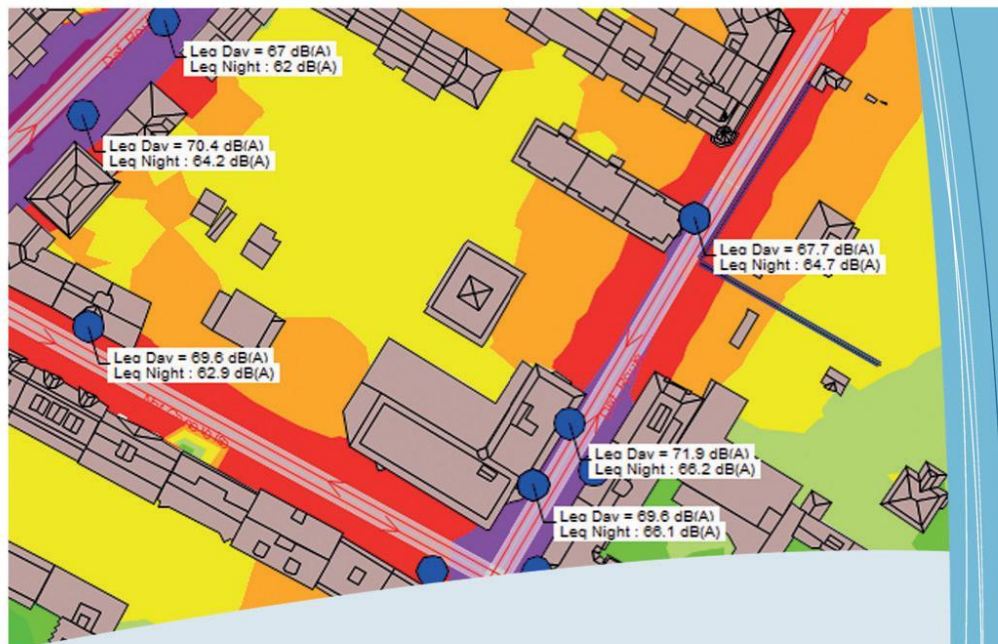 Leq Day = 67 dB(A)
Leq Night : 62 dB(A)
Leq Day = 70.4 dB(A)
Leq Night : 64.2 dB(A)
Leq Day = 67.7 dB(A)
Leq Night : 64.7 dB(A)
Leq Day = 69.6 dB(A)
Leq Night : 62.9 dB(A)
Leq Day = 71.9 dB(A)
Leq Night : 66.2 dB(A)
Leq Day = 69.6 dB(A)
Leq Night : 66.1 dB(A)